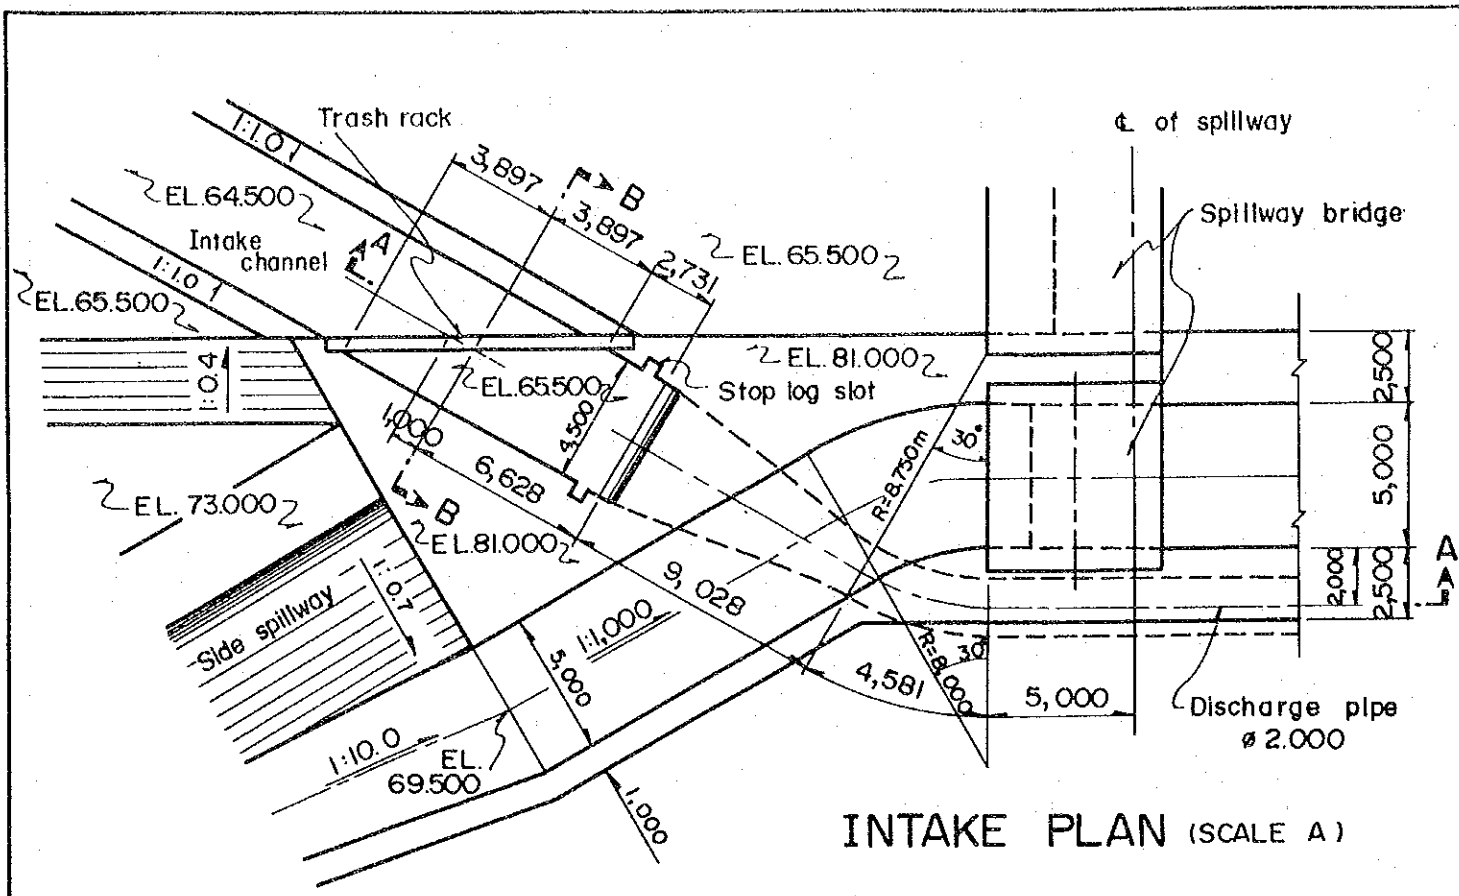 Trash rack
℄ of spillway
1:1.0
3,897
B
3,897
EL.64.500
Spillway bridge
Intake
channel
A
EL.65.500
2,731
1:1.0
EL.65.500
1:0.4
EL.81.000
EL.65.500
Stop log slot
2,500
1,000
4,500
30°
R=8.750m
6,628
5,000
EL.73.000
B
EL.81.000
A
9,028
2,000
2,500
1:0.7
Side spillway
1:1,000
5,000
R=8.000
30°
4,581
5,000
Discharge pipe
ø 2.000
1:10.0
EL.
69.500
1,000
INTAKE PLAN (SCALE A)